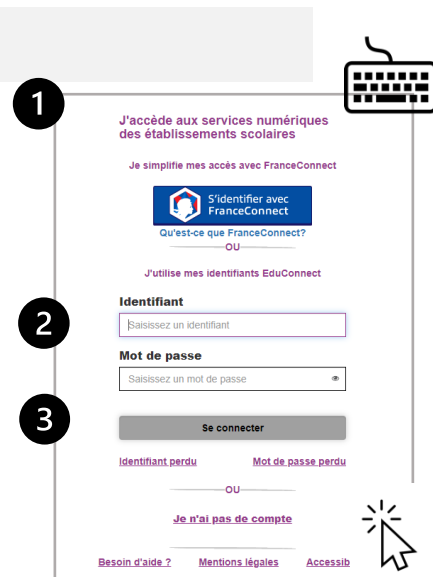 1
J'accède aux services numériques
des établissements scolaires
Je simplifie mes accès avec FranceConnect
S'identifier avec
FranceConnect
Qu'est-ce que FranceConnect?
OU
J'utilise mes identifiants EduConnect
Identifiant
2
Saisissez un identifiant
Mot de passe
Saisissez un mot de passe
3
Se connecter
Identifiant perdu Mot de passe perdu
OU
Je n'ai pas de compte
Besoin d'aide ? Mentions légales Accessib